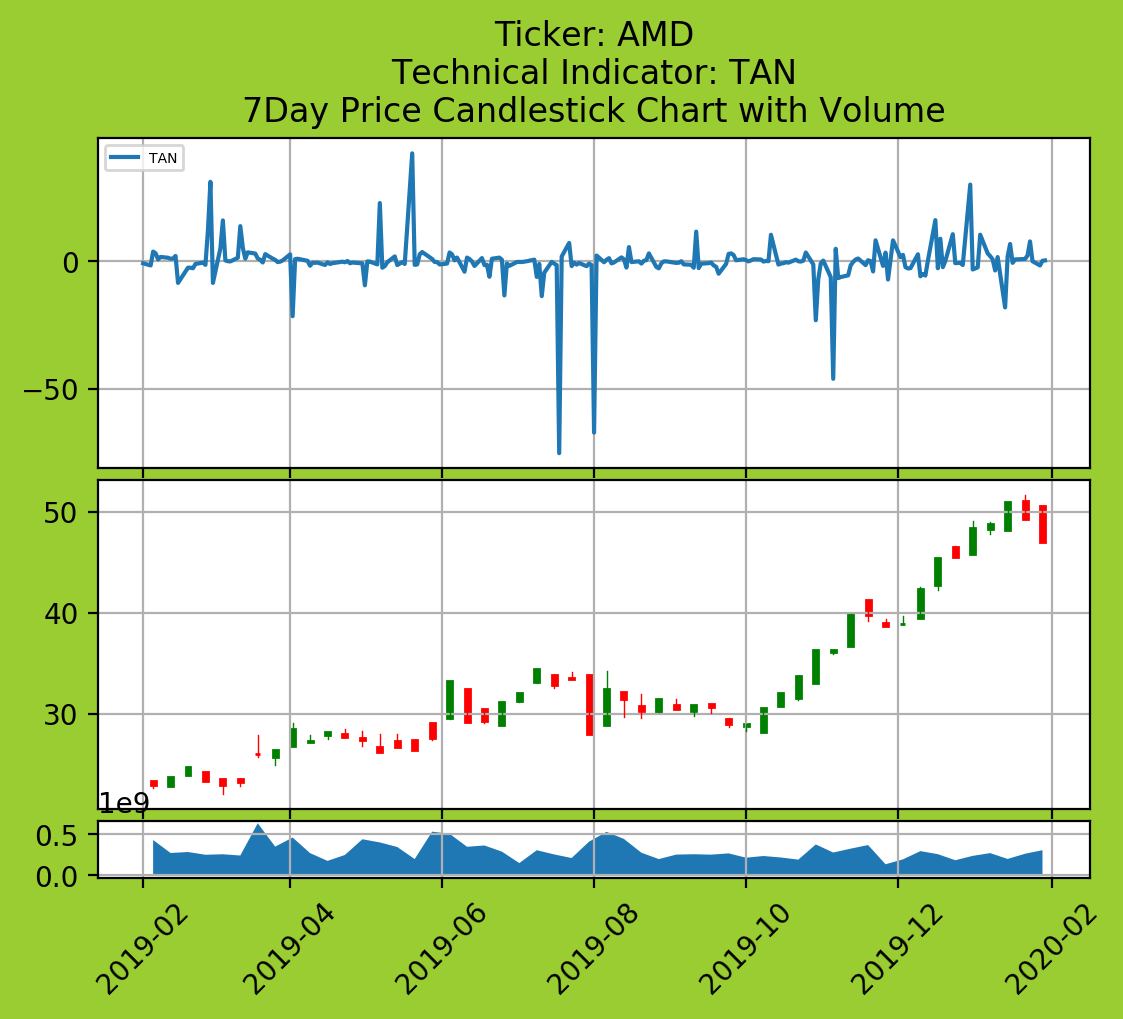 Ticker: AMD
Technical Indicator: TAN
7Day Price Candlestick Chart with Volume
TAN
0
−50
50
40
30
1e9
0.5
0.0
2019-02
2019-04
2019-06
2019-08
2019-10
2019-12
2020-02